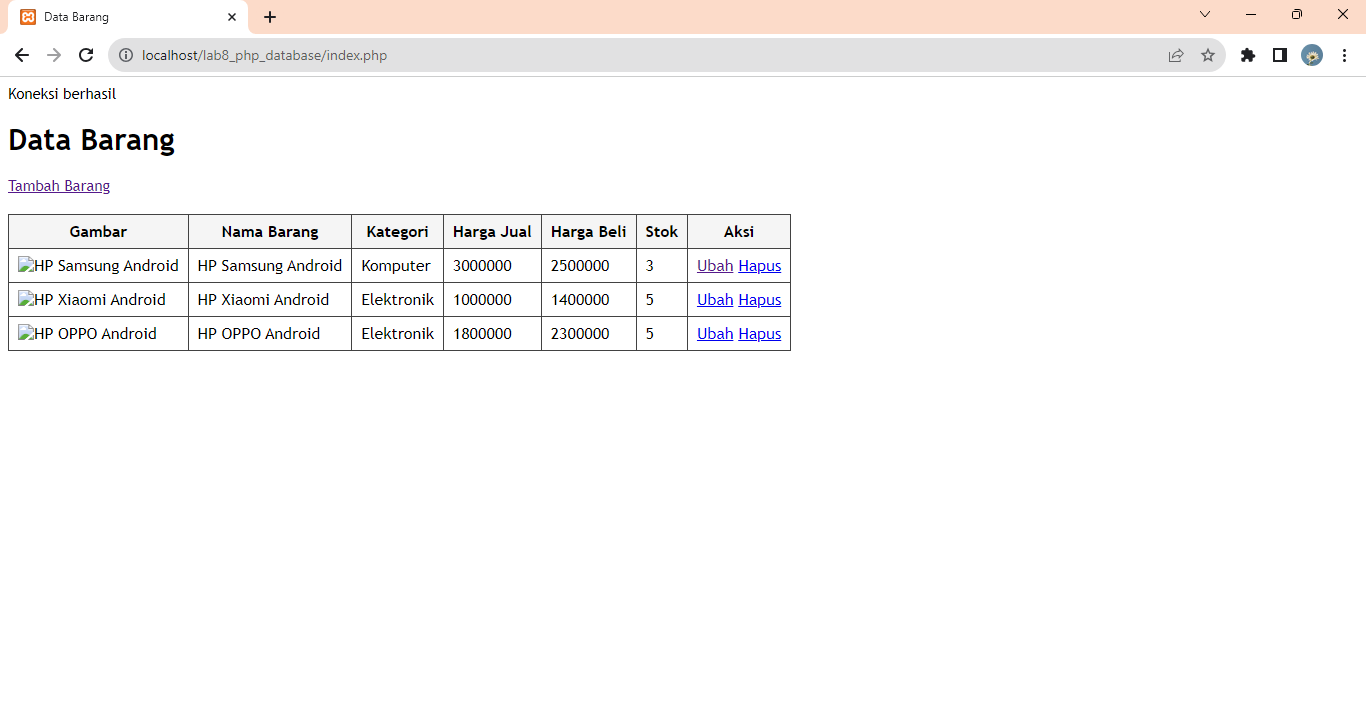 Data Barang
localhost/lab8_php_database/index.php
Koneksi berhasil
Data Barang
Tambah Barang
Gambar Nama Barang Kategori Harga Jual Harga Beli Stok Aksi
HP Samsung Android HP Samsung Android Komputer 3000000 2500000 3 Ubah Hapus
HP Xiaomi Android HP Xiaomi Android Elektronik 1000000 1400000 5 Ubah Hapus
HP OPPO Android HP OPPO Android Elektronik 1800000 2300000 5 Ubah Hapus